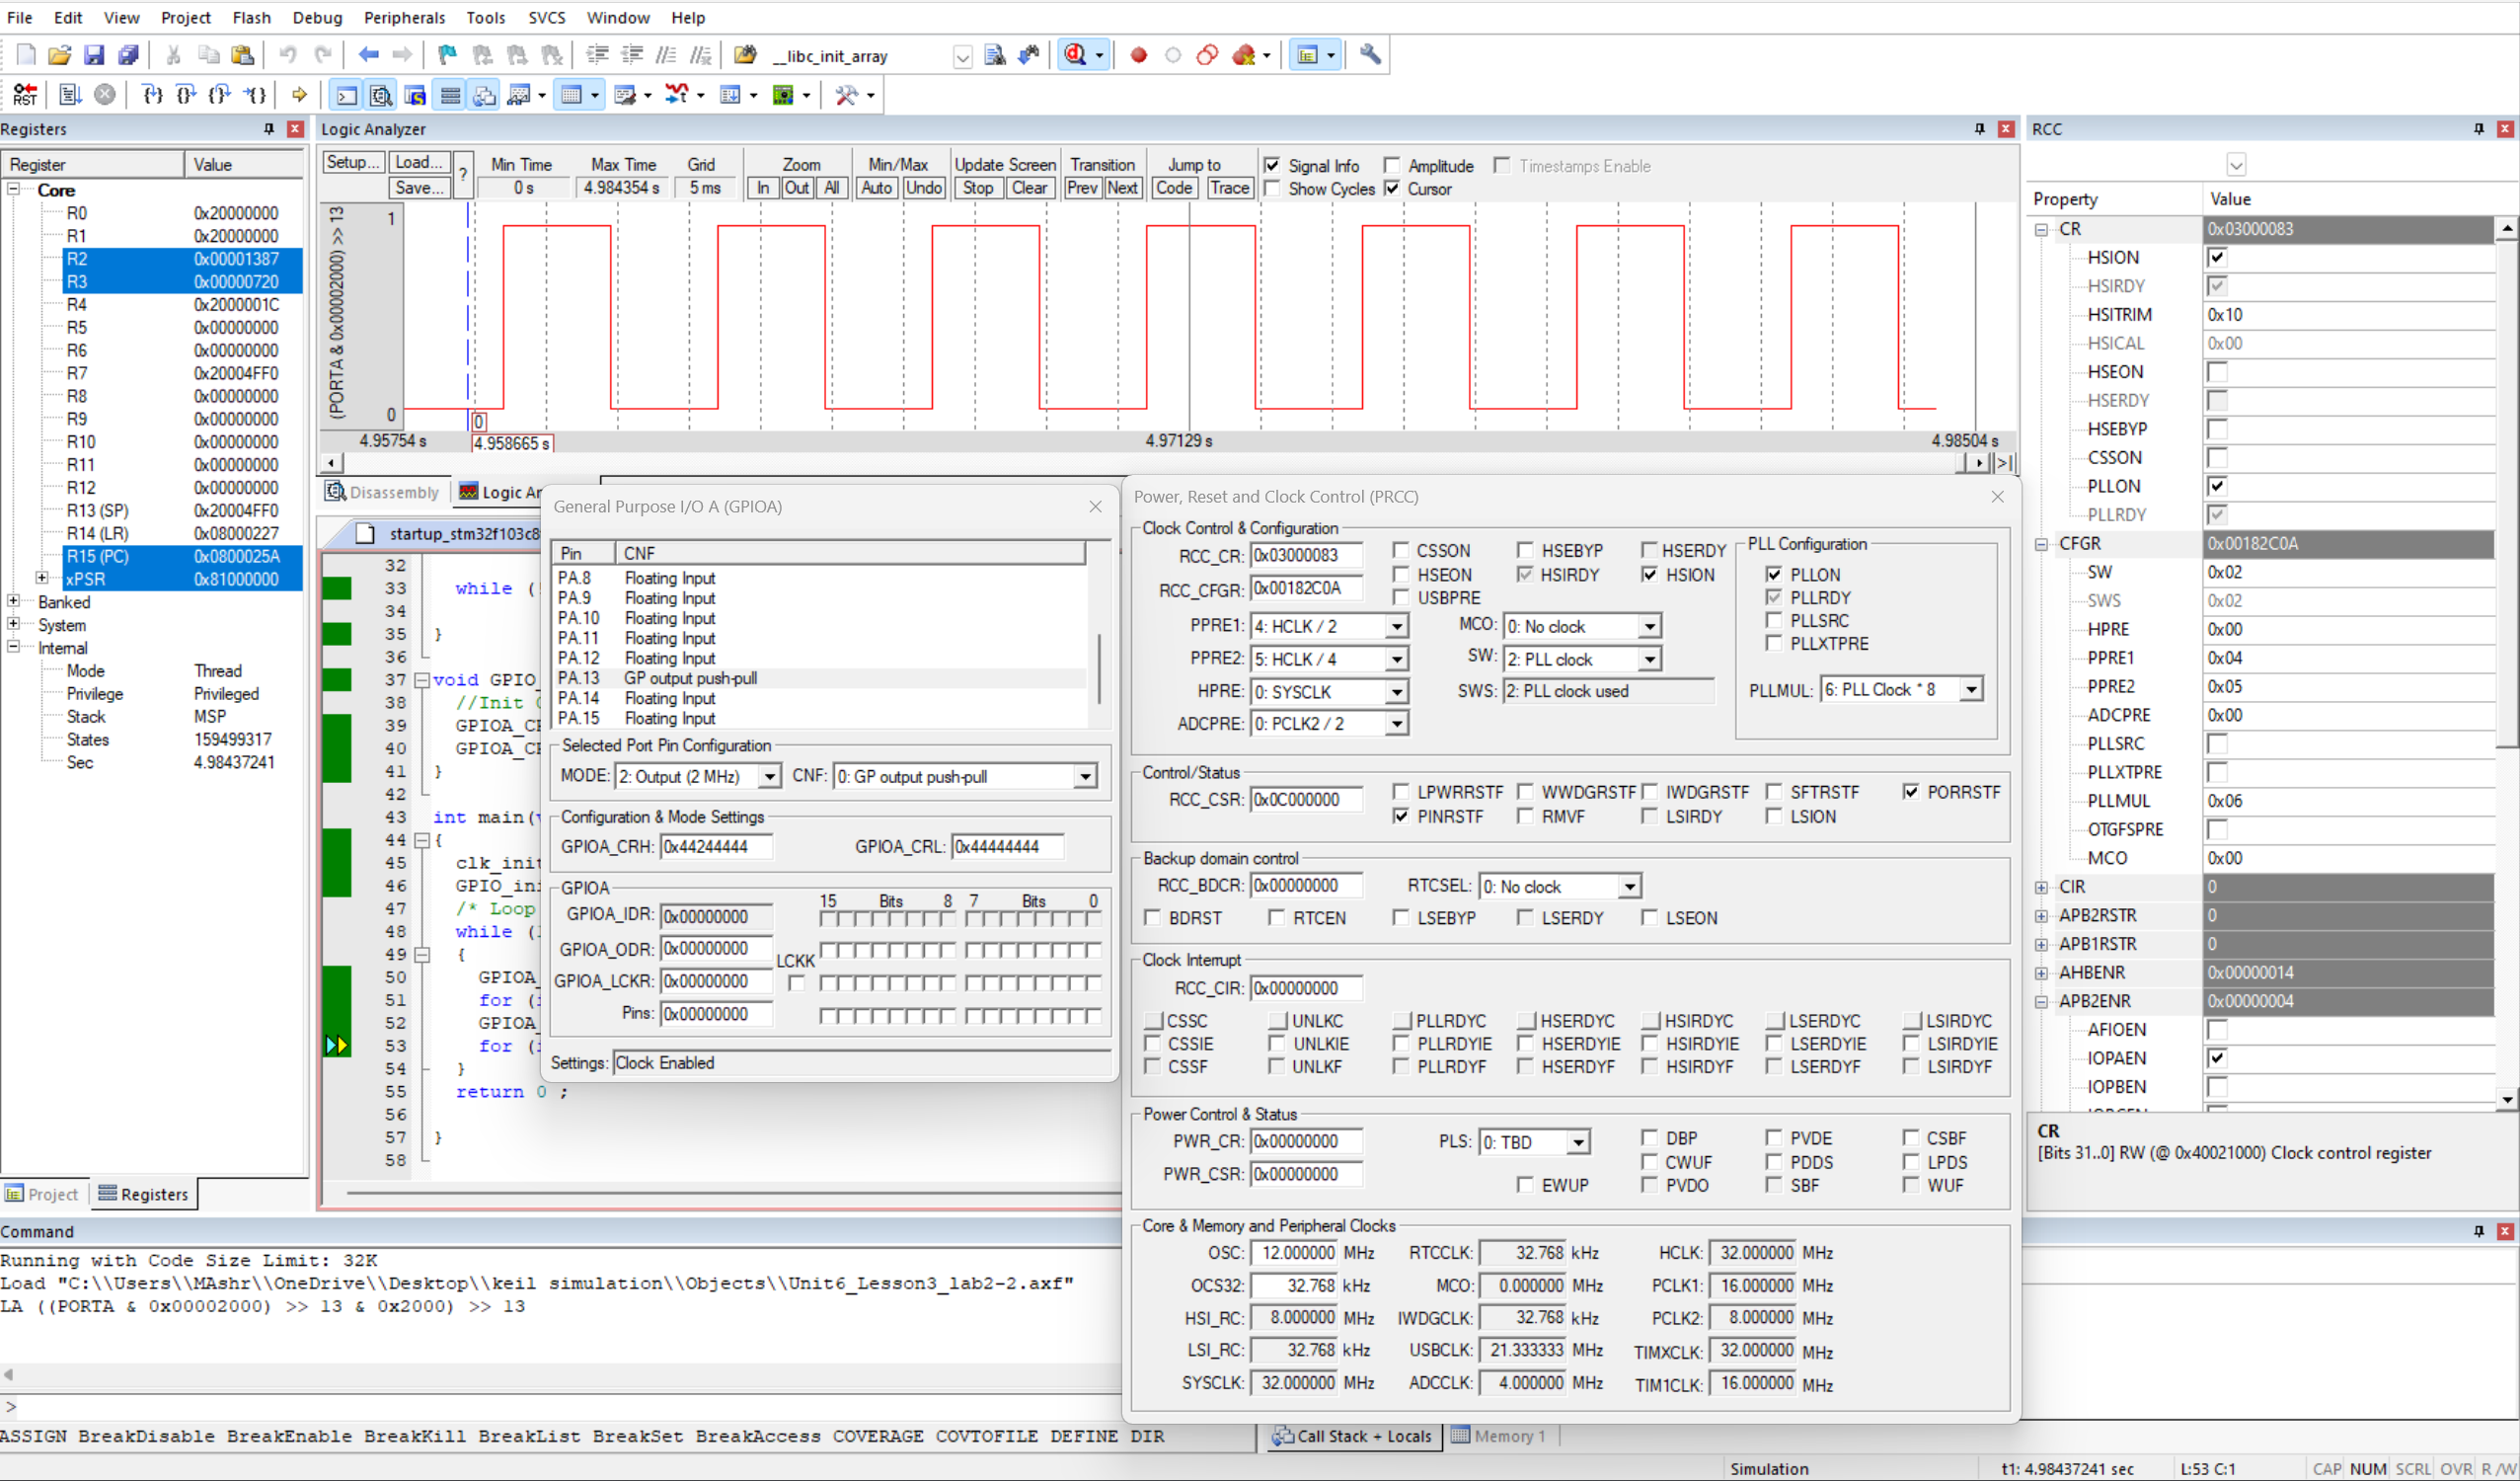 File Edit View Project Flash Debug Peripherals Tools SVCS Window Help
__libc_init_array
RST
Registers
Register Value
Core
R0 0x20000000
R1 0x20000000
R2 0x00001387
R3 0x00000720
R4 0x2000001C
R5 0x00000000
R6 0x00000000
R7 0x20004FF0
R8 0x00000000
R9 0x00000000
R10 0x00000000
R11 0x00000000
R12 0x00000000
R13 (SP) 0x20004FF0
R14 (LR) 0x08000227
R15 (PC) 0x0800025A
xPSR 0x81000000
Banked
System
Internal
Mode Thread
Privilege Privileged
Stack MSP
States 159499317
Sec 4.98437241
Project Registers
Logic Analyzer
Setup... Load... ? Min Time Max Time Grid Zoom Min/Max Update Screen Transition Jump to Signal Info Amplitude Timestamps Enable
Save... 0 s 4.984354 s 5 ms In Out All Auto Undo Stop Clear Prev Next Code Trace Show Cycles Cursor
(PORTA & 0x00002000) >> 13
1
0
0
4.95754 s 4.958665 s 4.97129 s 4.98504 s
Disassembly Logic An
startup_stm32f103c8
32
33 while (
34
35 }
36
37 void GPIO_
38 //Init
39 GPIOA_C
40 GPIOA_C
41 }
42
43 int main(
44 {
45 clk_init
46 GPIO_ini
47 /* Loop
48 while (
49 {
50 GPIOA_
51 for (
52 GPIOA_
53 for (
54 }
55 return 0 ;
56
57 }
58
General Purpose I/O A (GPIOA)
Pin CNF
PA.8 Floating Input
PA.9 Floating Input
PA.10 Floating Input
PA.11 Floating Input
PA.12 Floating Input
PA.13 GP output push-pull
PA.14 Floating Input
PA.15 Floating Input
Selected Port Pin Configuration
MODE: 2: Output (2 MHz) CNF: 0: GP output push-pull
Configuration & Mode Settings
GPIOA_CRH: 0x44244444 GPIOA_CRL: 0x44444444
GPIOA
15 Bits 8 7 Bits 0
GPIOA_IDR: 0x00000000
GPIOA_ODR: 0x00000000
LCKK
GPIOA_LCKR: 0x00000000
Pins: 0x00000000
Settings: Clock Enabled
Power, Reset and Clock Control (PRCC)
Clock Control & Configuration
RCC_CR: 0x03000083 CSSON HSEBYP HSERDY
RCC_CFGR: 0x00182C0A HSEON HSIRDY HSION
USBPRE
PPRE1: 4: HCLK / 2 MCO: 0: No clock
PPRE2: 5: HCLK / 4 SW: 2: PLL clock
HPRE: 0: SYSCLK SWS: 2: PLL clock used
ADCPRE: 0: PCLK2 / 2
PLL Configuration
PLLON
PLLRDY
PLLSRC
PLLXTPRE
PLLMUL: 6: PLL Clock * 8
Control/Status
RCC_CSR: 0x0C000000 LPWRRSTF WWDGRSTF IWDGRSTF SFTRSTF PORRSTF
PINRSTF RMVF LSIRDY LSION
Backup domain control
RCC_BDCR: 0x00000000 RTCSEL: 0: No clock
BDRST RTCEN LSEBYP LSERDY LSEON
Clock Interrupt
RCC_CIR: 0x00000000
CSSC UNLKC PLLRDYC HSERDYC HSIRDYC LSERDYC LSIRDYC
CSSIE UNLKIE PLLRDYIE HSERDYIE HSIRDYIE LSERDYIE LSIRDYIE
CSSF UNLKF PLLRDYF HSERDYF HSIRDYF LSERDYF LSIRDYF
Power Control & Status
PWR_CR: 0x00000000 PLS: 0: TBD DBP PVDE CSBF
PWR_CSR: 0x00000000 CWUF PDDS LPDS
EWUP PVDO SBF WUF
Core & Memory and Peripheral Clocks
OSC: 12.000000 MHz RTCCLK: 32.768 kHz HCLK: 32.000000 MHz
OCS32: 32.768 kHz MCO: 0.000000 MHz PCLK1: 16.000000 MHz
HSI_RC: 8.000000 MHz IWDGCLK: 32.768 kHz PCLK2: 8.000000 MHz
LSI_RC: 32.768 kHz USBCLK: 21.333333 MHz TIMXCLK: 32.000000 MHz
SYSCLK: 32.000000 MHz ADCCLK: 4.000000 MHz TIM1CLK: 16.000000 MHz
RCC
Property Value
CR 0x03000083
HSION
HSIRDY
HSITRIM 0x10
HSICAL 0x00
HSEON
HSERDY
HSEBYP
CSSON
PLLON
PLLRDY
CFGR 0x00182C0A
SW 0x02
SWS 0x02
HPRE 0x00
PPRE1 0x04
PPRE2 0x05
ADCPRE 0x00
PLLSRC
PLLXTPRE
PLLMUL 0x06
OTGFSPRE
MCO 0x00
CIR 0
APB2RSTR 0
APB1RSTR 0
AHBENR 0x00000014
APB2ENR 0x00000004
AFIOEN
IOPAEN
IOPBEN
CR
[Bits 31..0] RW (@ 0x40021000) Clock control register
Command
Running with Code Size Limit: 32K
Load "C:\\Users\\MAshr\\OneDrive\\Desktop\\keil simulation\\Objects\\Unit6_Lesson3_lab2-2.axf"
LA ((PORTA & 0x00002000) >> 13 & 0x2000) >> 13
>
ASSIGN BreakDisable BreakEnable BreakKill BreakList BreakSet BreakAccess COVERAGE COVTOFILE DEFINE DIR
Call Stack + Locals Memory 1
Simulation t1: 4.98437241 sec L:53 C:1 CAP NUM SCRL OVR R/W